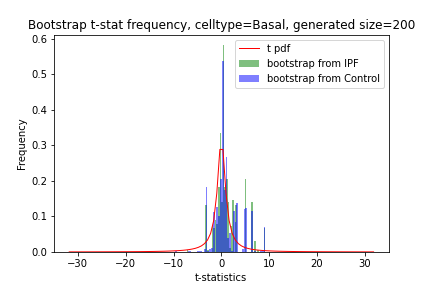 Bootstrap t-stat frequency, celltype=Basal, generated size=200
0.6
0.5
0.4
0.3
0.2
0.1
0.0
Frequency
t pdf
bootstrap from IPF
bootstrap from Control
−30 −20 −10 0 10 20 30
t-statistics